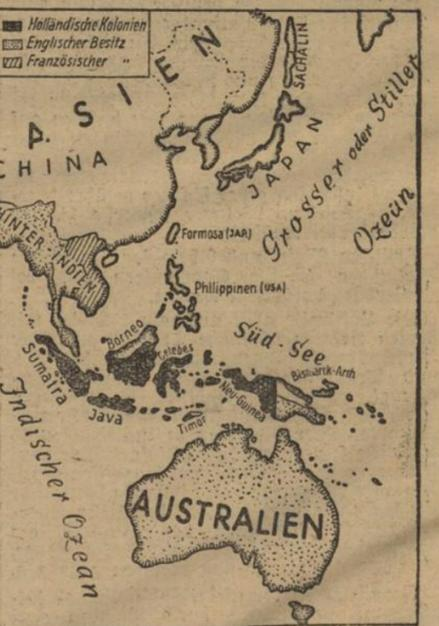 Holländische Kolonien
Englischer Besitz
Französischer "
ASIEN
SACHALIN
CHINA
JAPAN
Grosser oder Stiller
Ozean
HINTER INDIEN
Formosa (JAP.)
Philippinen (USA)
Borneo
Celebes
Süd-See
Sumatra
Bismarck-Arch
Neu-Guinea
Java
Timor
Indischer Ozean
AUSTRALIEN